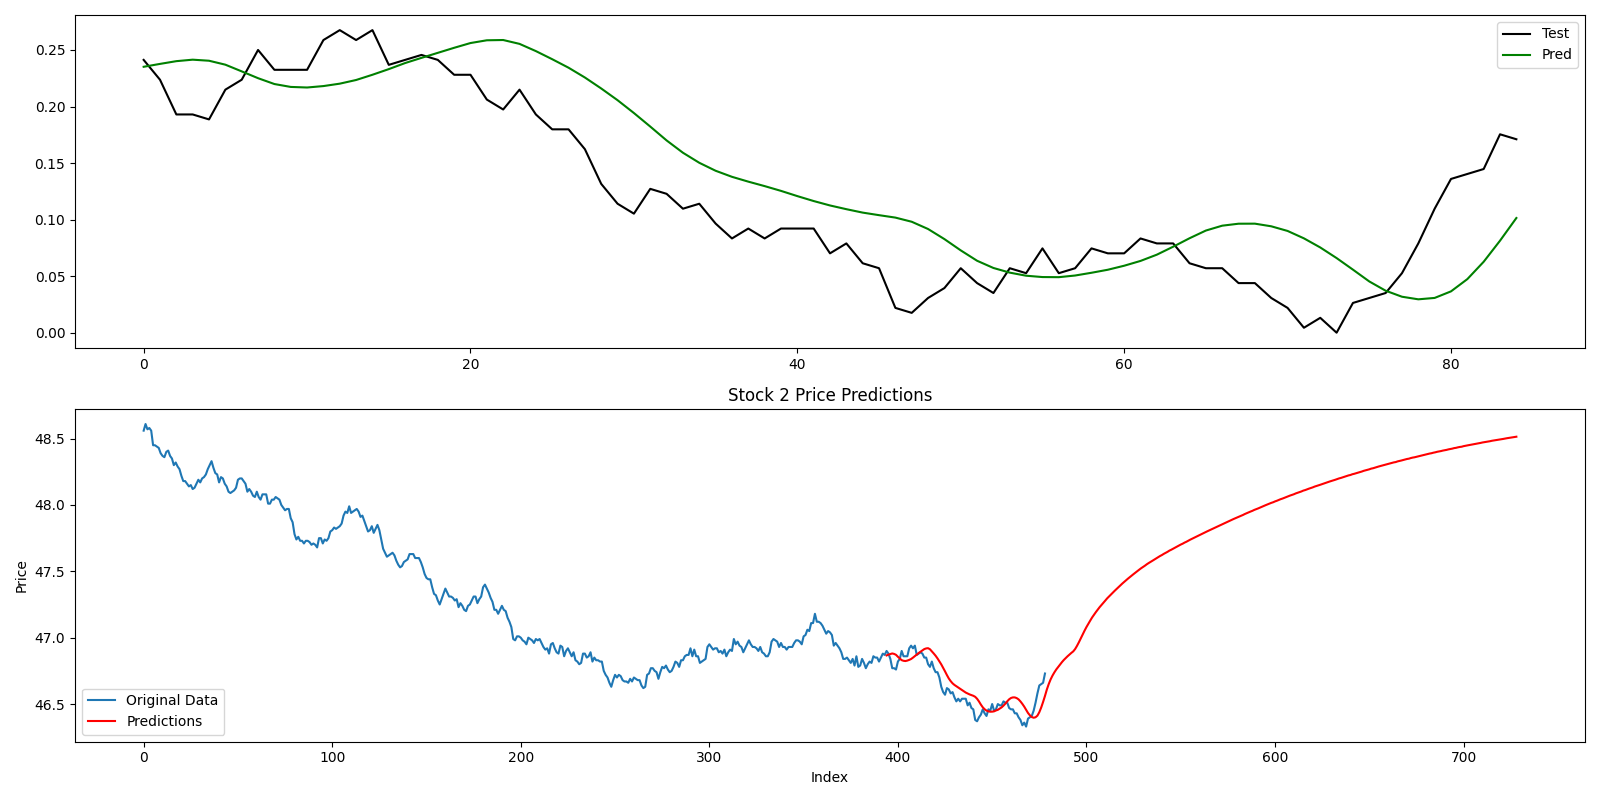 Test
Pred
0.25
0.20
0.15
0.10
0.05
0.00
0 20 40 60 80
Stock 2 Price Predictions
48.5
48.0
47.5
47.0
46.5
Price
Original Data
Predictions
0 100 200 300 400 500 600 700
Index